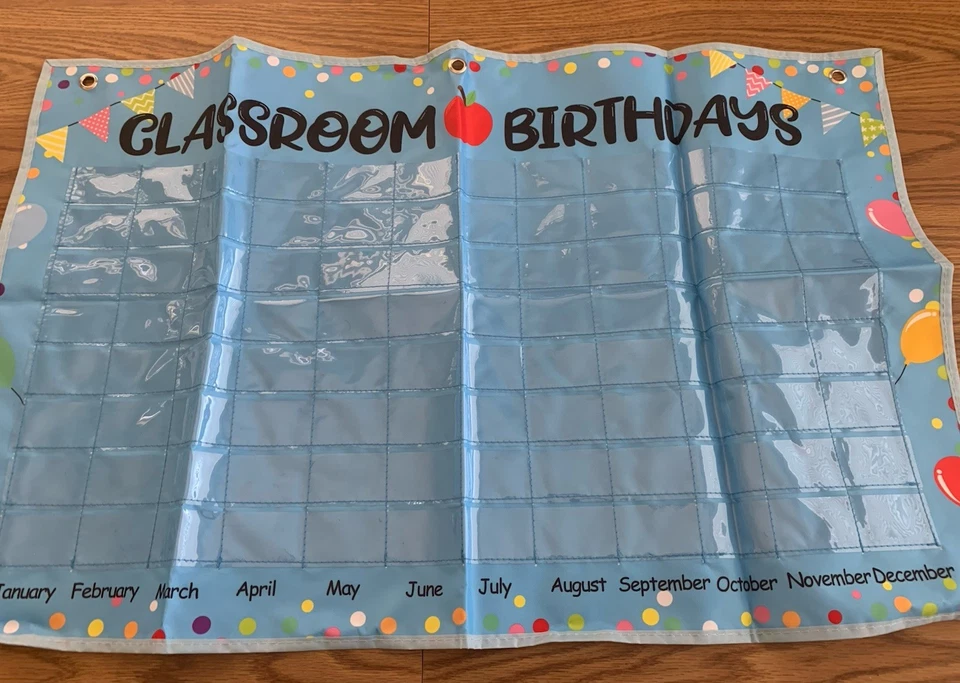 CLASSROOM BIRTHDAYS
January February March April May June July August September October November December